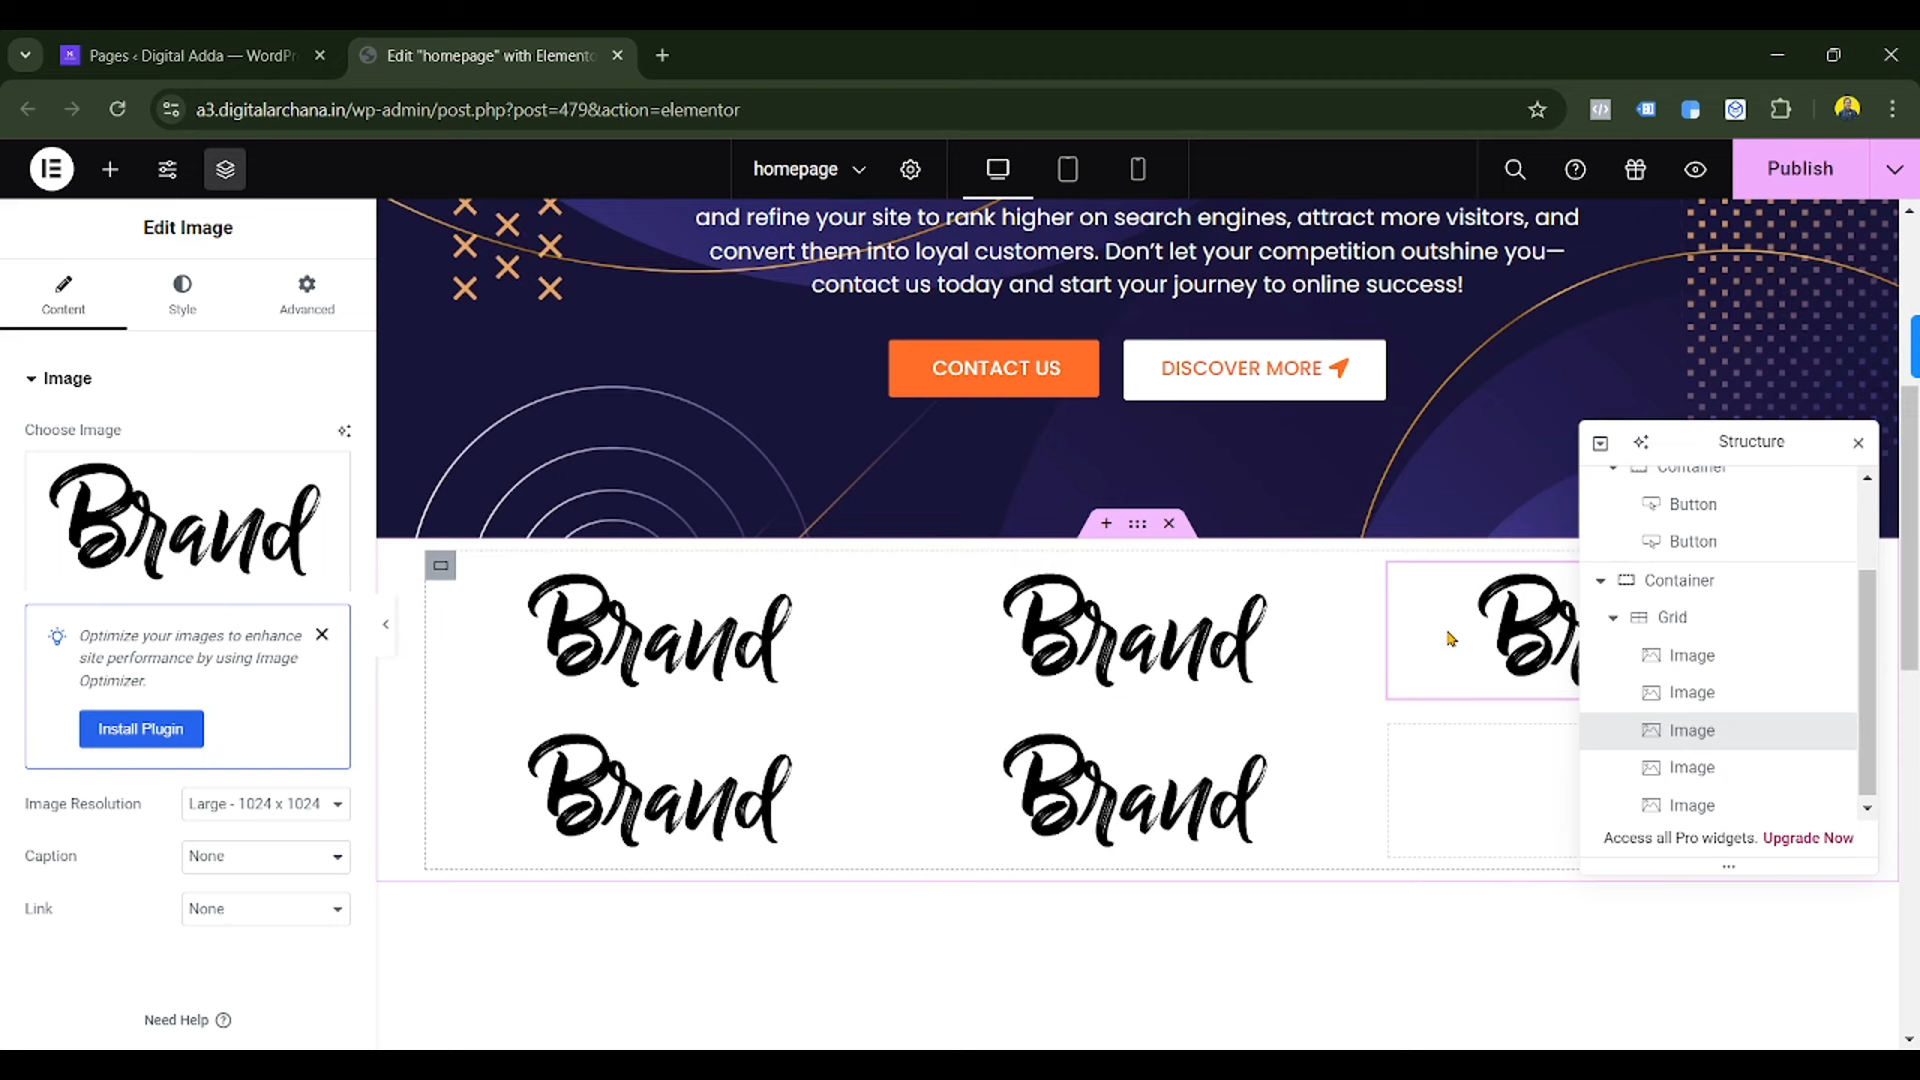 Pages ‹ Digital Adda — WordPr
Edit "homepage" with Elemento
a3.digitalarchana.in/wp-admin/post.php?post=479&action=elementor
homepage
Publish
Edit Image
Content
Style
Advanced
Image
Choose Image
Brand
Optimize your images to enhance
site performance by using Image
Optimizer.
Install Plugin
Image Resolution
Large - 1024 x 1024
Caption
None
Link
None
Need Help
and refine your site to rank higher on search engines, attract more visitors, and
convert them into loyal customers. Don’t let your competition outshine you—
contact us today and start your journey to online success!
CONTACT US
DISCOVER MORE
Brand
Brand
Br
Brand
Brand
Structure
Container
Button
Button
Container
Grid
Image
Image
Image
Image
Image
Access all Pro widgets. Upgrade Now